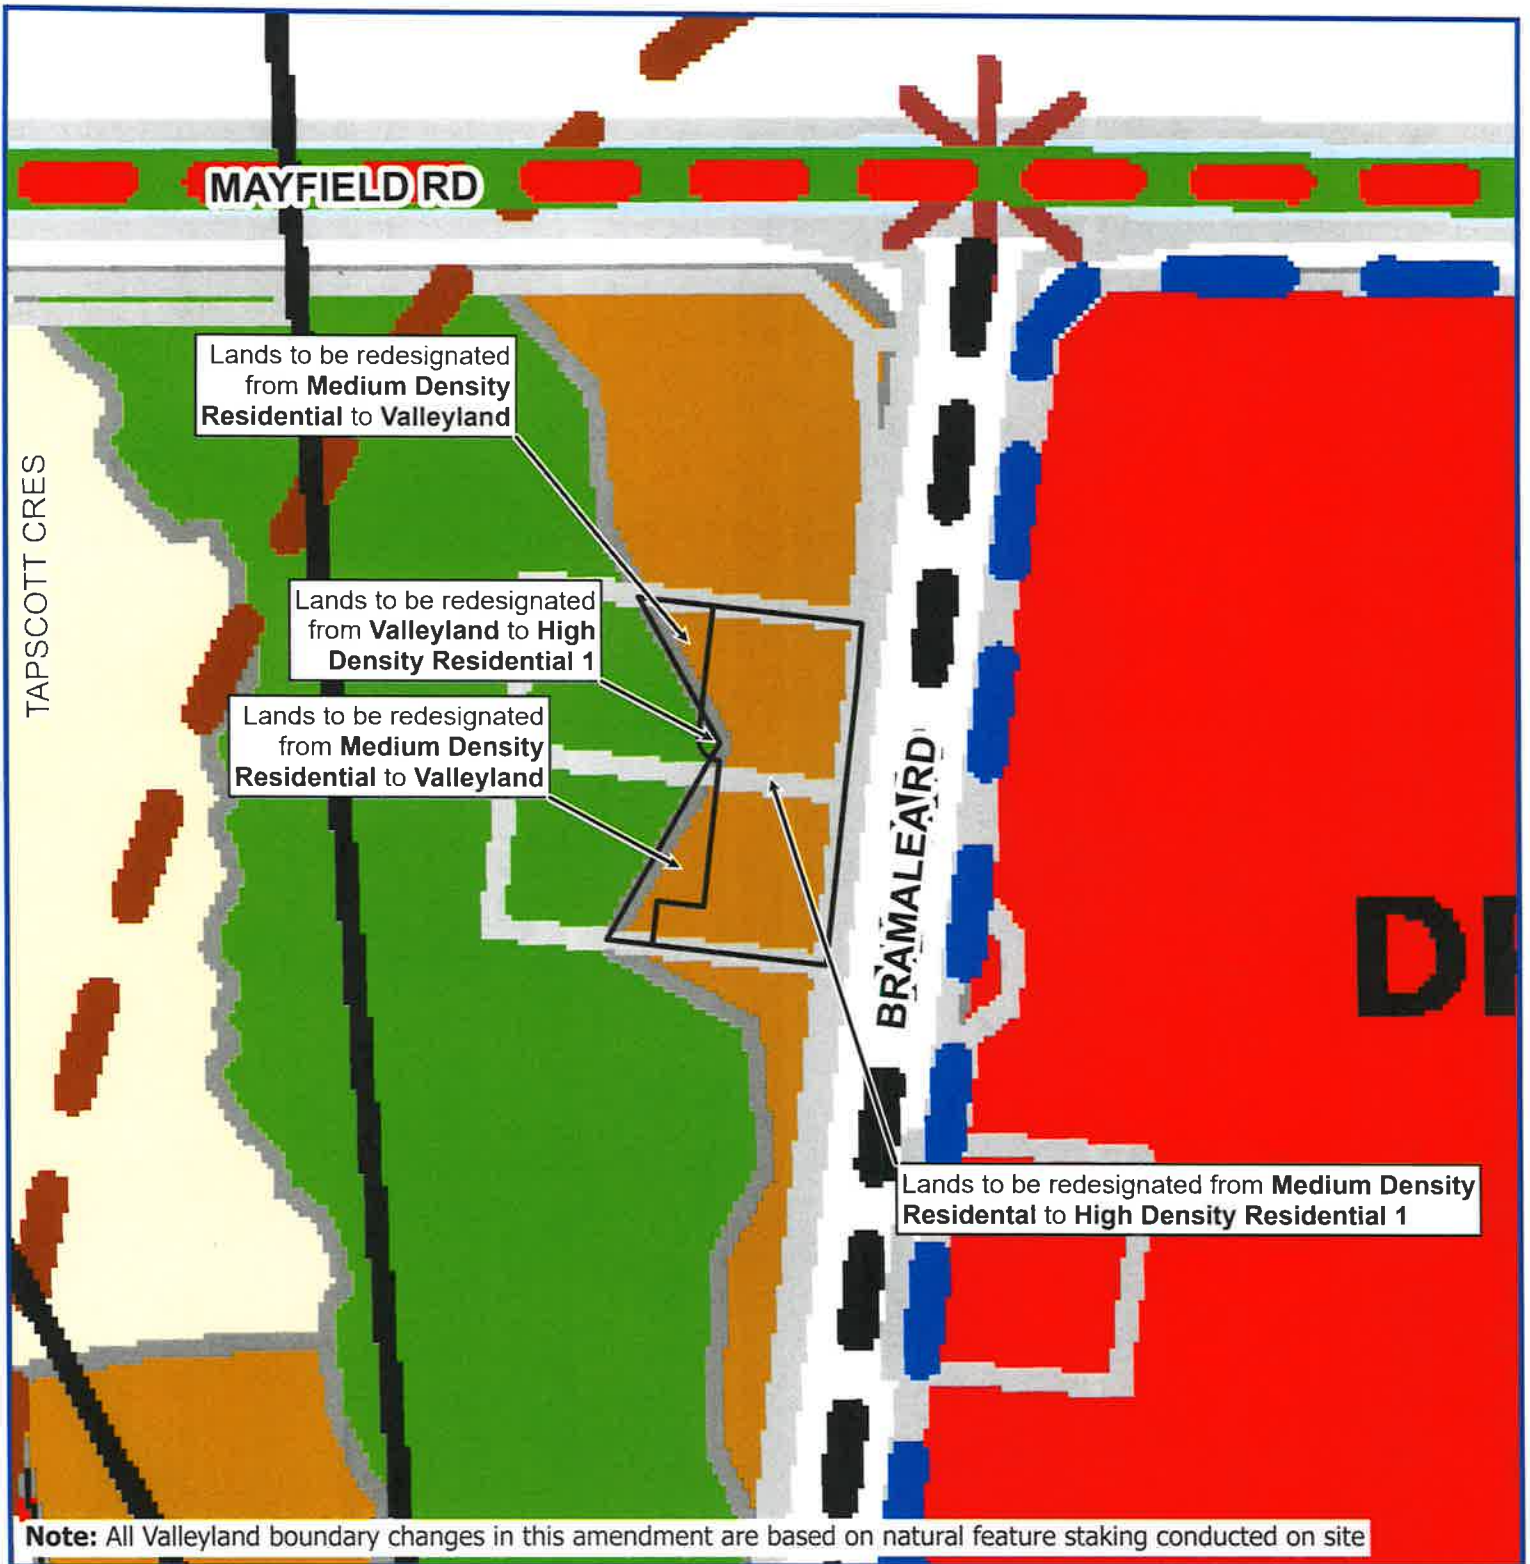 MAYFIELD RD
Lands to be redesignated
from Medium Density
Residential to Valleyland
TAPSCOTT CRES
Lands to be redesignated
from Valleyland to High
Density Residential 1
Lands to be redesignated
from Medium Density
Residential to Valleyland
BRAMALEA RD
Lands to be redesignated from Medium Density
Residental to High Density Residential 1
Note: All Valleyland boundary changes in this amendment are based on natural feature staking conducted on site